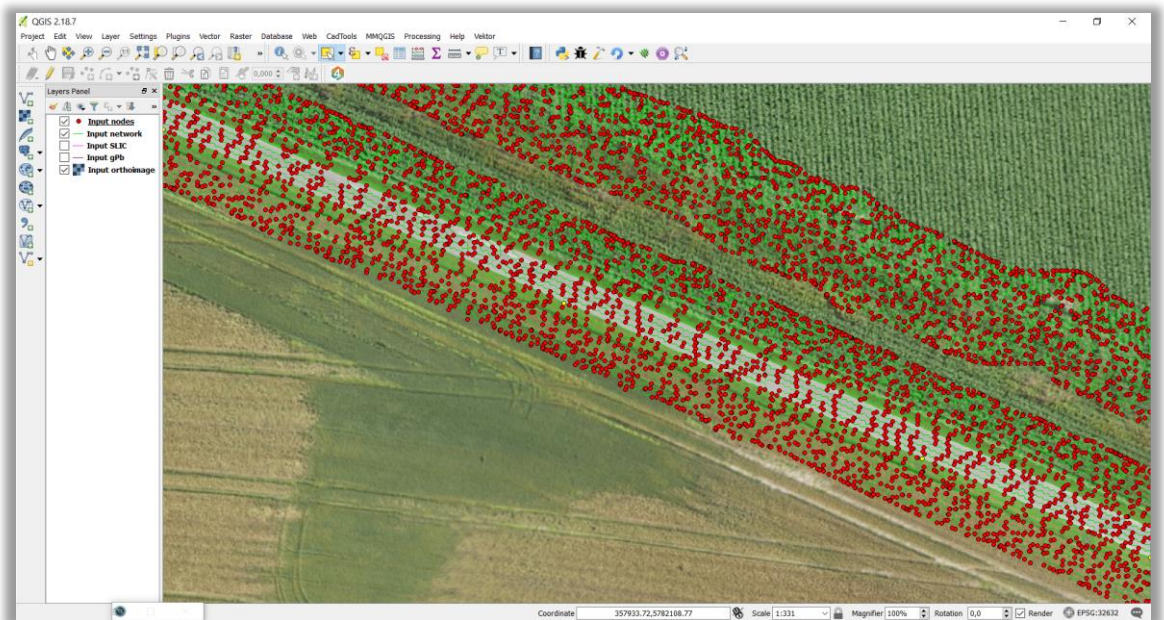 QGIS 2.18.7
Project Edit View Layer Settings Plugins Vector Raster Database Web CadTools MMQGIS Processing Help Vektor
0,000
Layers Panel
Input nodes
Input network
Input SLIC
Input gPb
Input orthoimage
Coordinate 357933.72,5782108.77 Scale 1:331 Magnifier 100% Rotation 0,0 Render EPSG:32632